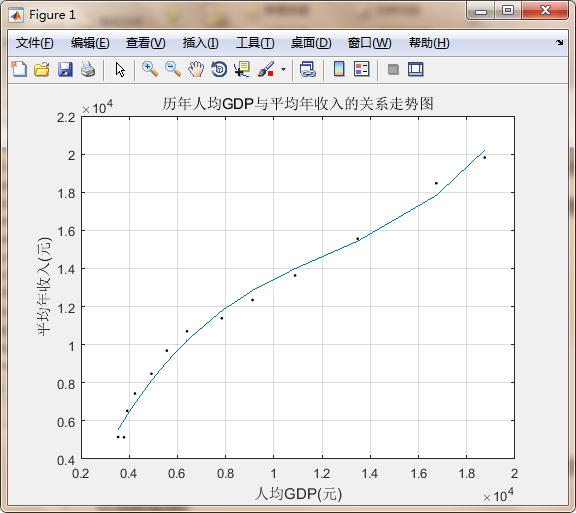 Figure 1
文件(F) 编辑(E) 查看(V) 插入(I) 工具(T) 桌面(D) 窗口(W) 帮助(H)
×10^4
历年人均GDP与平均年收入的关系走势图
2.2
2
1.8
1.6
1.4
1.2
1
0.8
0.6
0.4
平均年收入(元)
0.2 0.4 0.6 0.8 1 1.2 1.4 1.6 1.8 2
人均GDP(元)
×10^4